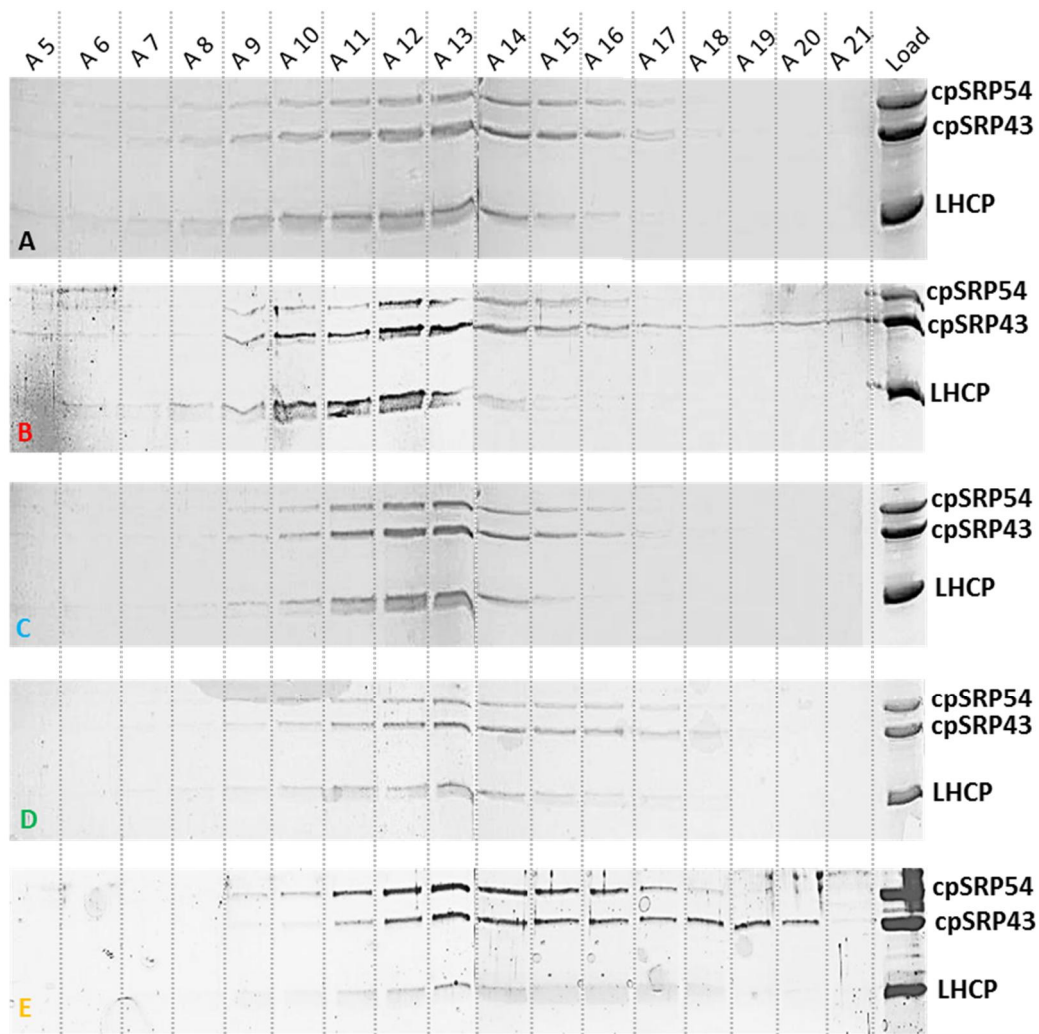 A 5 A 6 A 7 A 8 A 9 A 10 A 11 A 12 A 13 A 14 A 15 A 16 A 17 A 18 A 19 A 20 A 21 Load
cpSRP54
cpSRP43
LHCP
A
cpSRP54
cpSRP43
LHCP
B
cpSRP54
cpSRP43
LHCP
C
cpSRP54
cpSRP43
LHCP
D
cpSRP54
cpSRP43
LHCP
E